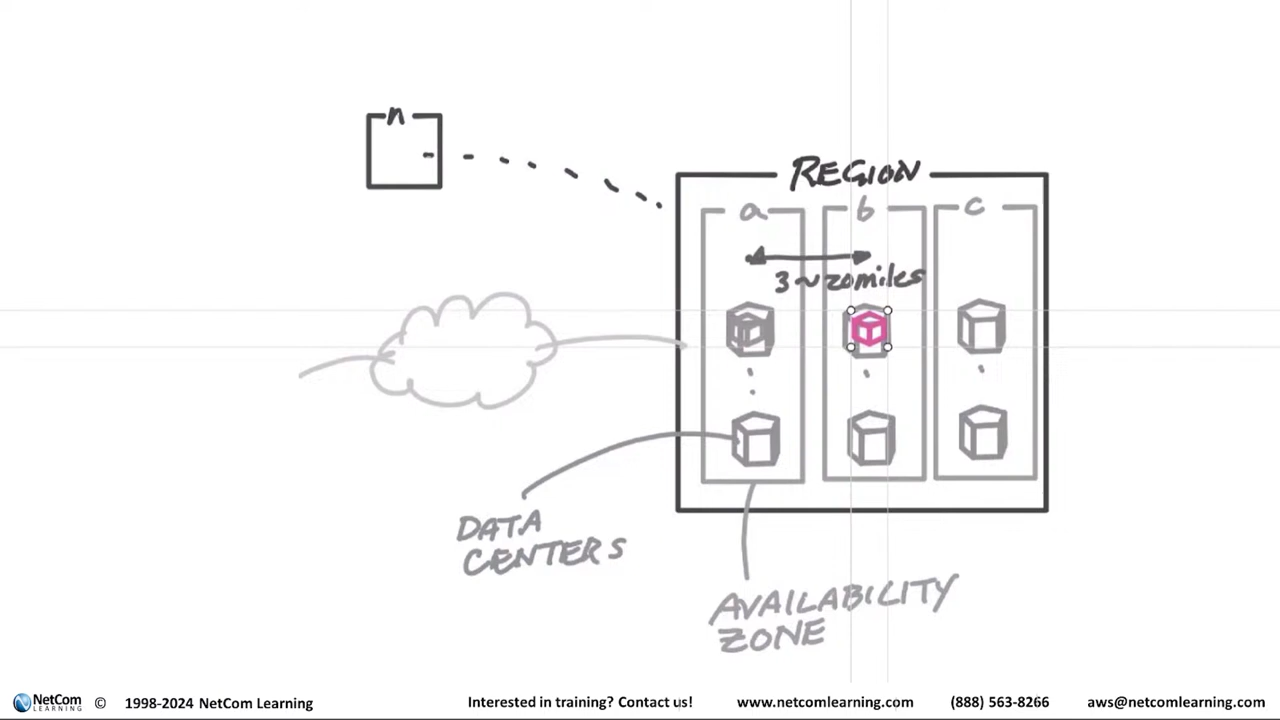 n
REGION
a b c
3~20miles
DATA
CENTERS
AVAILABILITY
ZONE
NetCom
LEARNING
© 1998-2024 NetCom Learning
Interested in training? Contact us!
www.netcomlearning.com
(888) 563-8266
aws@netcomlearning.com